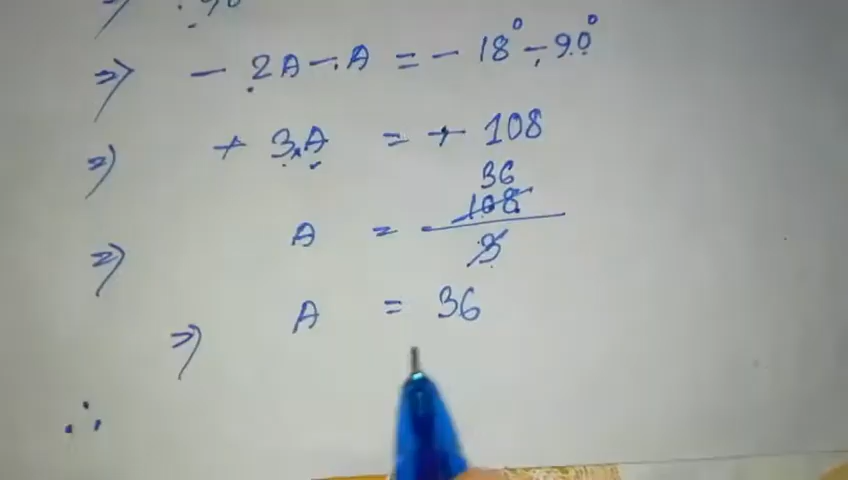 ⇒ - 2A - A = - 18° - 90°
⇒ + 3A = + 108
36
⇒ A = 108/3
⇒ A = 36
∴